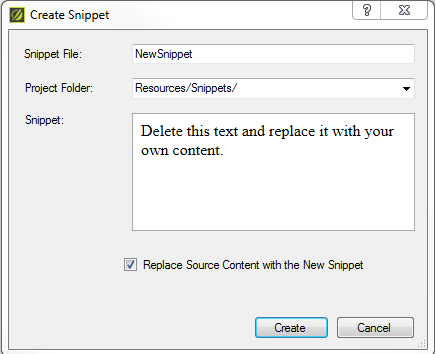 Create Snippet
?
Snippet File: NewSnippet
Project Folder: Resources/Snippets/
Snippet: Delete this text and replace it with your
own content.
Replace Source Content with the New Snippet
Create Cancel